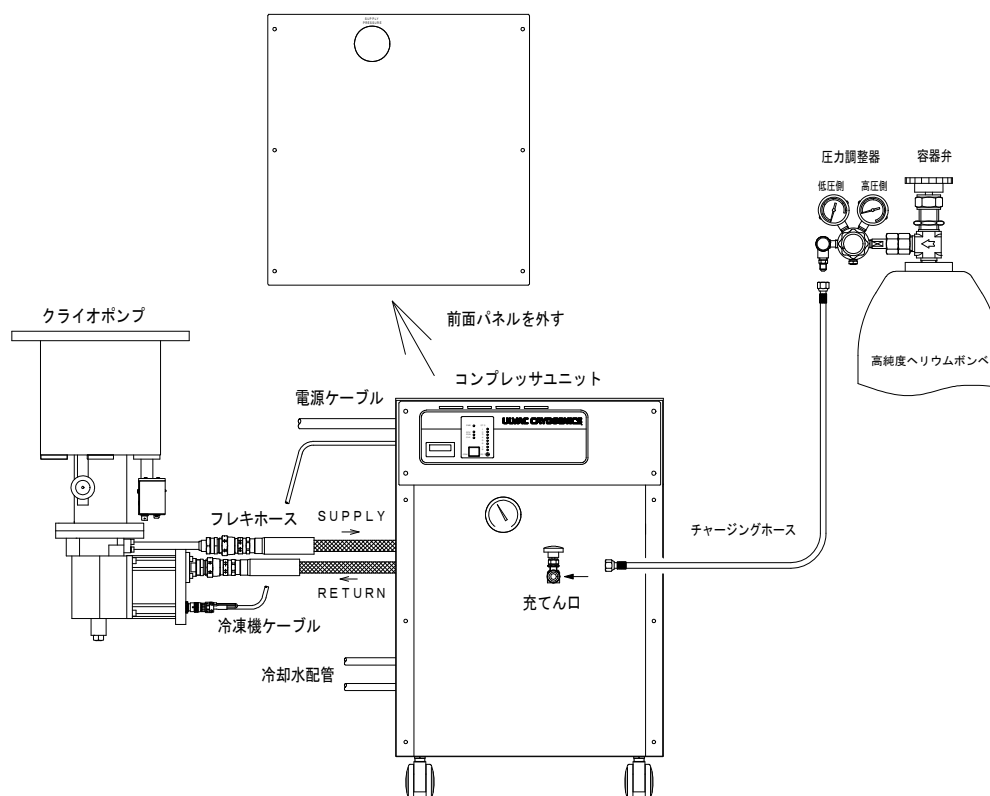 SUPPLY
PRESSURE
圧力調整器
容器弁
低圧側
高圧側
クライオポンプ
前面パネルを外す
高純度ヘリウムボンベ
コンプレッサユニット
電源ケーブル
ULVAC CRYOGENICS
フレキホース
SUPPLY
チャージングホース
RETURN
充てん口
冷凍機ケーブル
冷却水配管